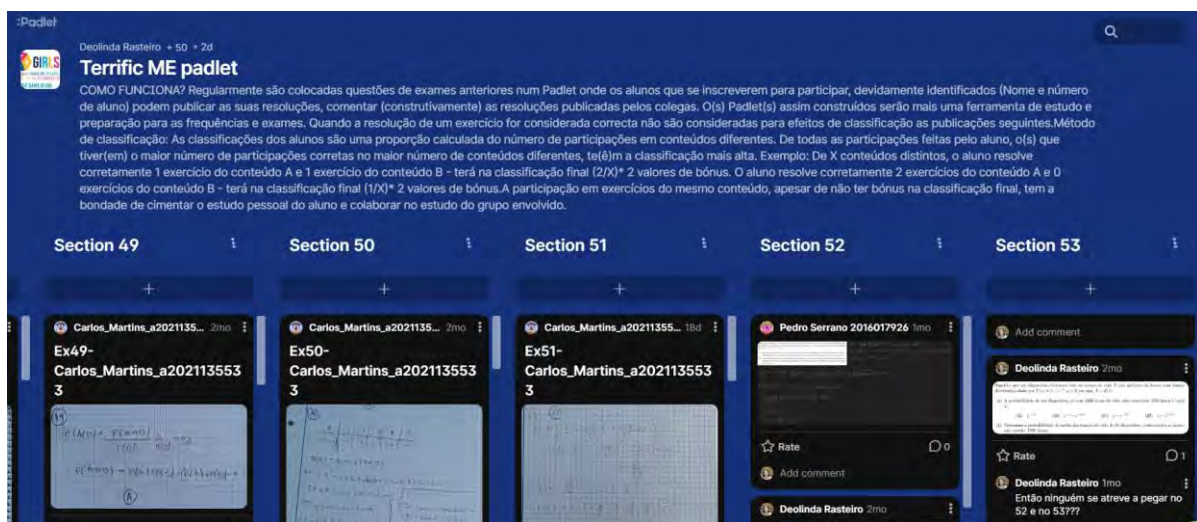 :Padlet
GIRLS
Deolinda Rasteiro + 50 • 2d
Terrific ME padlet
COMO FUNCIONA? Regularmente são colocadas questões de exames anteriores num Padlet onde os alunos que se inscreverem para participar, devidamente identificados (Nome e número
de aluno) podem publicar as suas resoluções, comentar (construtivamente) as resoluções publicadas pelos colegas. O(s) Padlet(s) assim construídos serão mais uma ferramenta de estudo e
preparação para as frequências e exames. Quando a resolução de um exercício for considerada correcta não são consideradas para efeitos de classificação as publicações seguintes.Método
de classificação: As classificações dos alunos são uma proporção calculada do número de participações em conteúdos diferentes. De todas as participações feitas pelo aluno, o(s) que
tiver(em) o maior número de participações corretas no maior número de conteúdos diferentes, te(ê)m a classificação mais alta. Exemplo: De X conteúdos distintos, o aluno resolve
corretamente 1 exercício do conteúdo A e 1 exercício do conteúdo B - terá na classificação final (2/X)* 2 valores de bónus. O aluno resolve corretamente 2 exercícios do conteúdo A e 0
exercícios do conteúdo B - terá na classificação final (1/X)* 2 valores de bónus.A participação em exercícios do mesmo conteúdo, apesar de não ter bónus na classificação final, tem a
bondade de cimentar o estudo pessoal do aluno e colaborar no estudo do grupo envolvido.
Section 49
Section 50
Section 51
Section 52
Section 53
Carlos_Martins_a2021135... 2mo
Ex49-
Carlos_Martins_a202113553
3
Carlos_Martins_a2021135... 2mo
Ex50-
Carlos_Martins_a202113553
3
Carlos_Martins_a20211355... 18d
Ex51-
Carlos_Martins_a202113553
3
Pedro Serrano 2016017926 1mo
Rate
0
Add comment
Deolinda Rasteiro 2mo
Add comment
Deolinda Rasteiro 2mo
Rate
1
Deolinda Rasteiro 1mo
Então ninguém se atreve a pegar no
52 e no 53???